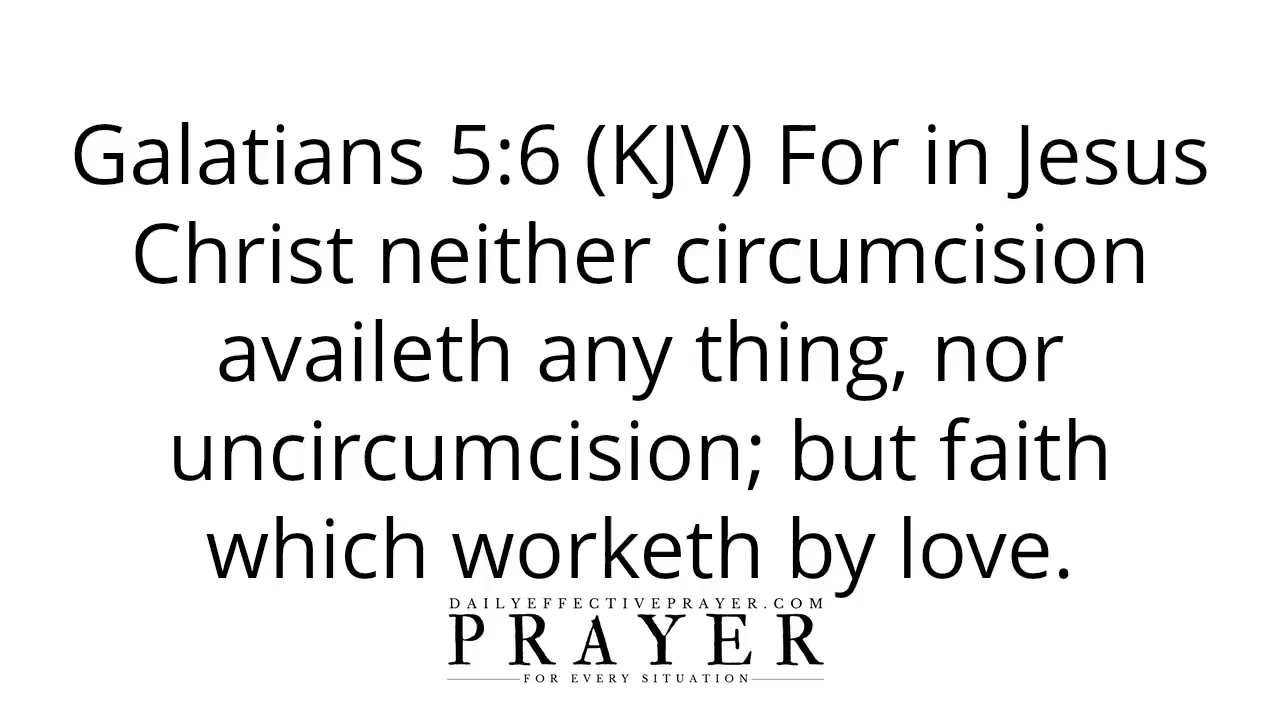 Galatians 5:6 (KJV) For in Jesus
Christ neither circumcision
availeth any thing, nor
uncircumcision; but faith
which worketh by love.
DAILYEFFECTIVEPRAYER.COM
PRAYER
FOR EVERY SITUATION